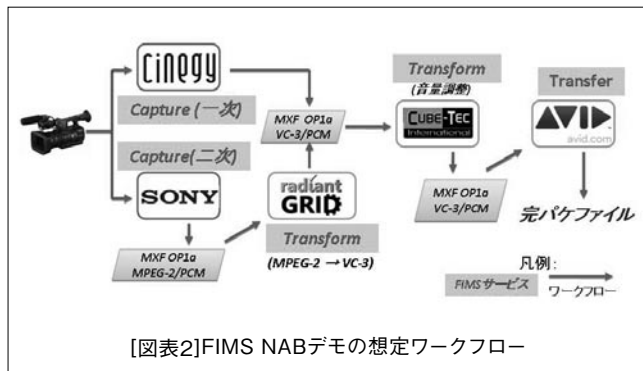 CINEGY
Capture (一次)
Capture(二次)
SONY
MXF OP1a
MPEG-2/PCM
MXF OP1a
VC-3/PCM
radiant
GRID
Transform
(MPEG-2 → VC-3)
Transform
(音量調整)
CUBE-TEC
International
MXF OP1a
VC-3/PCM
Transfer
AVID
avid.com
完パケファイル
凡例:
FIMSサービス
ワークフロー
[図表2]FIMS NABデモの想定ワークフロー